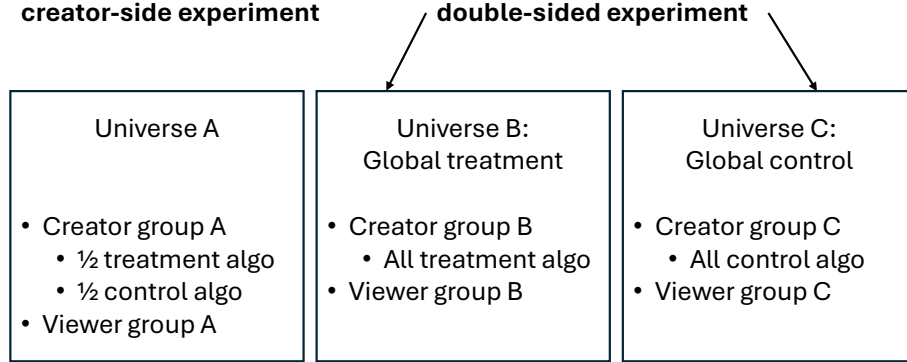 creator-side experiment
double-sided experiment
Universe A
• Creator group A
• ½ treatment algo
• ½ control algo
• Viewer group A
Universe B:
Global treatment
• Creator group B
• All treatment algo
• Viewer group B
Universe C:
Global control
• Creator group C
• All control algo
• Viewer group C